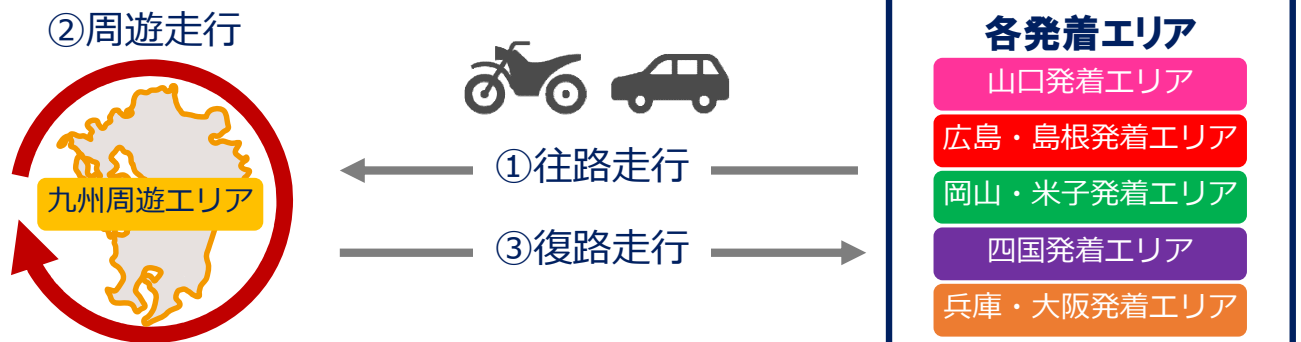 ②周遊走行
九州周遊エリア
①往路走行
③復路走行
各発着エリア
山口発着エリア
広島・島根発着エリア
岡山・米子発着エリア
四国発着エリア
兵庫・大阪発着エリア